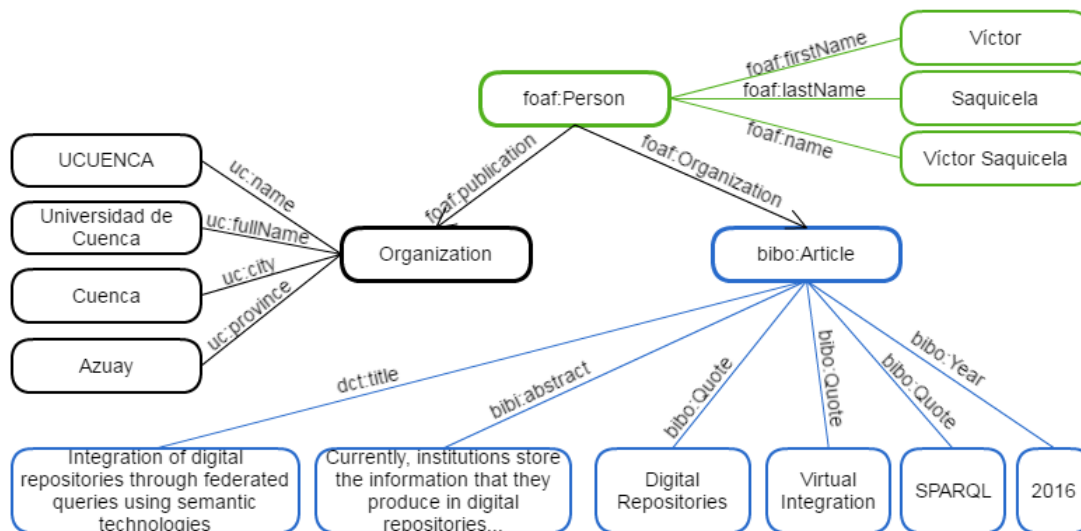 Víctor
foaf:firstName
foaf:Person
foaf:lastName
Saquicela
foaf:name
Víctor Saquicela
UCUENCA
uc:name
foaf:publication
foaf:Organization
Universidad de
Cuenca
uc:fullName
Organization
bibo:Article
Cuenca
uc:city
uc:province
Azuay
dct:title
bibi:abstract
bibo:Quote
bibo:Quote
bibo:Quote
bibo:Year
Integration of digital
repositories through federated
queries using semantic
technologies
Currently, institutions store
the information that they
produce in digital
repositories...
Digital
Repositories
Virtual
Integration
SPARQL
2016